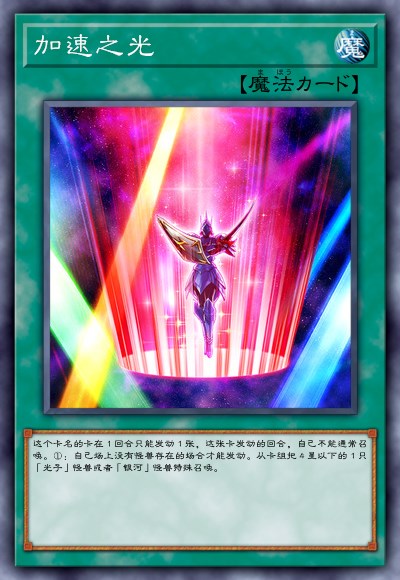 加速之光
魔
【魔法カード】
ま ほう
这个卡名的卡在1回合只能发动1张，这张卡发动的回合，自己不能通常召
唤。①：自己场上没有怪兽存在的场合才能发动。从卡组把4星以下的1只
「光子」怪兽或者「银河」怪兽特殊召唤。